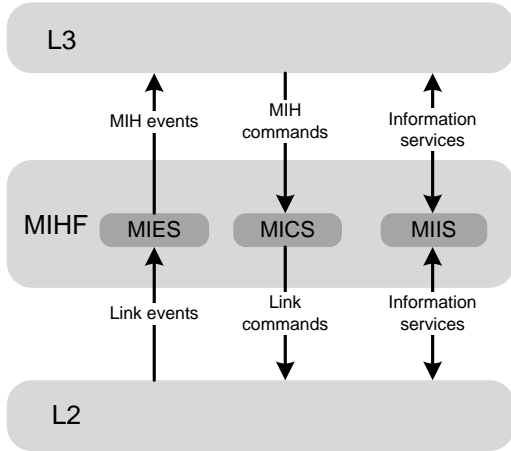 L3
MIH events
MIH
commands
Information
services
MIHF
MIES
MICS
MIIS
Link events
Link
commands
Information
services
L2